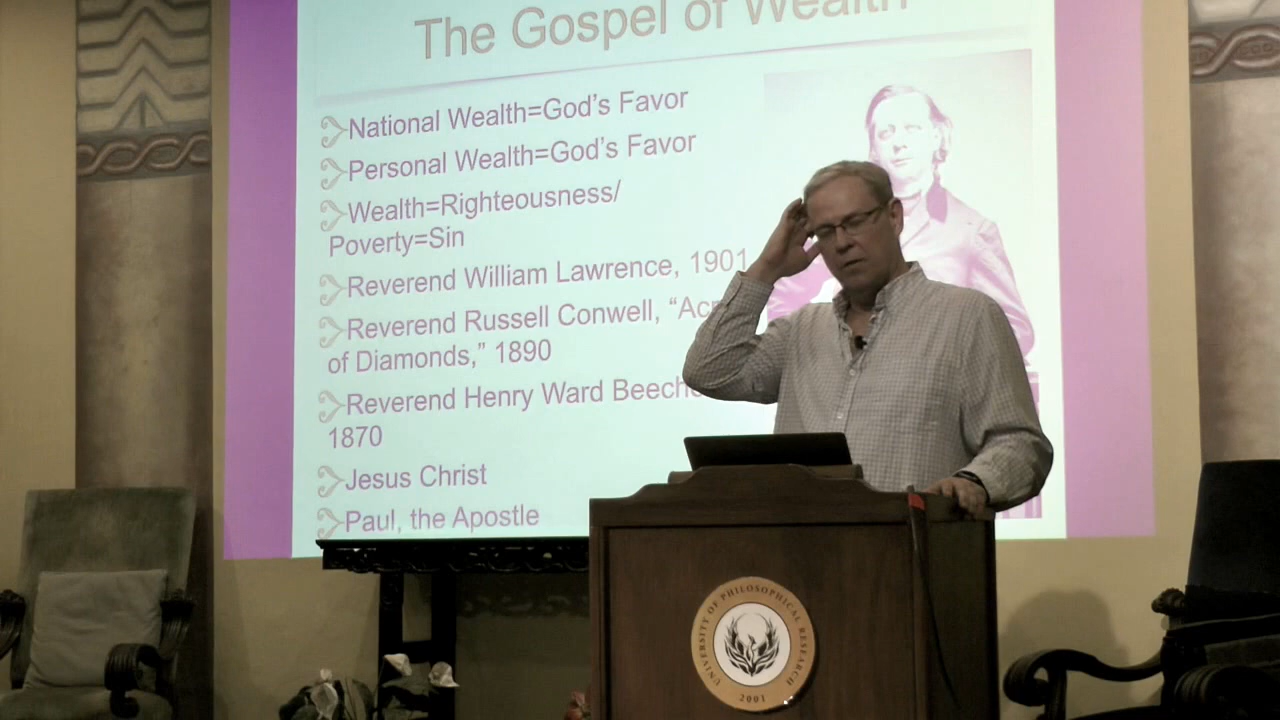 The Gospel of Wealth
National Wealth=God's Favor
Personal Wealth=God's Favor
Wealth=Righteousness/
Poverty=Sin
Reverend William Lawrence, 1901
Reverend Russell Conwell,
of Diamonds,” 1890
Reverend Henry Ward
1870
Jesus Christ
Paul, the Apostle
UNIVERSITY OF PHILOSOPHICAL RESEARCH
2001